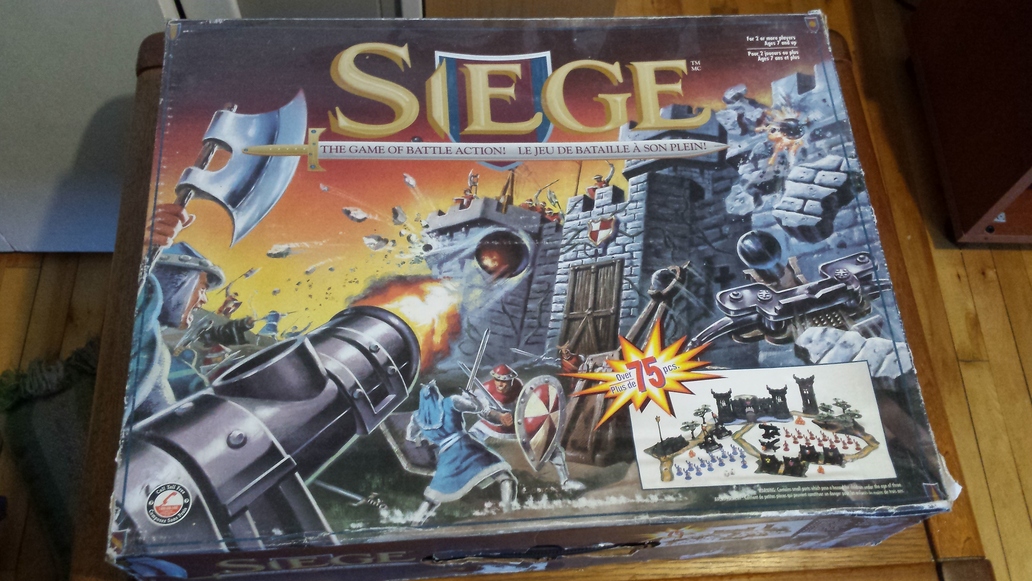 For 2 or more players
Ages 7 and up
Pour 2 joueurs ou plus
Ages 7 ans et plus
SIEGE
TM
MC
THE GAME OF BATTLE ACTION! LE JEU DE BATAILLE À SON PLEIN!
Over
Plus de 75 pcs.
SIEGE